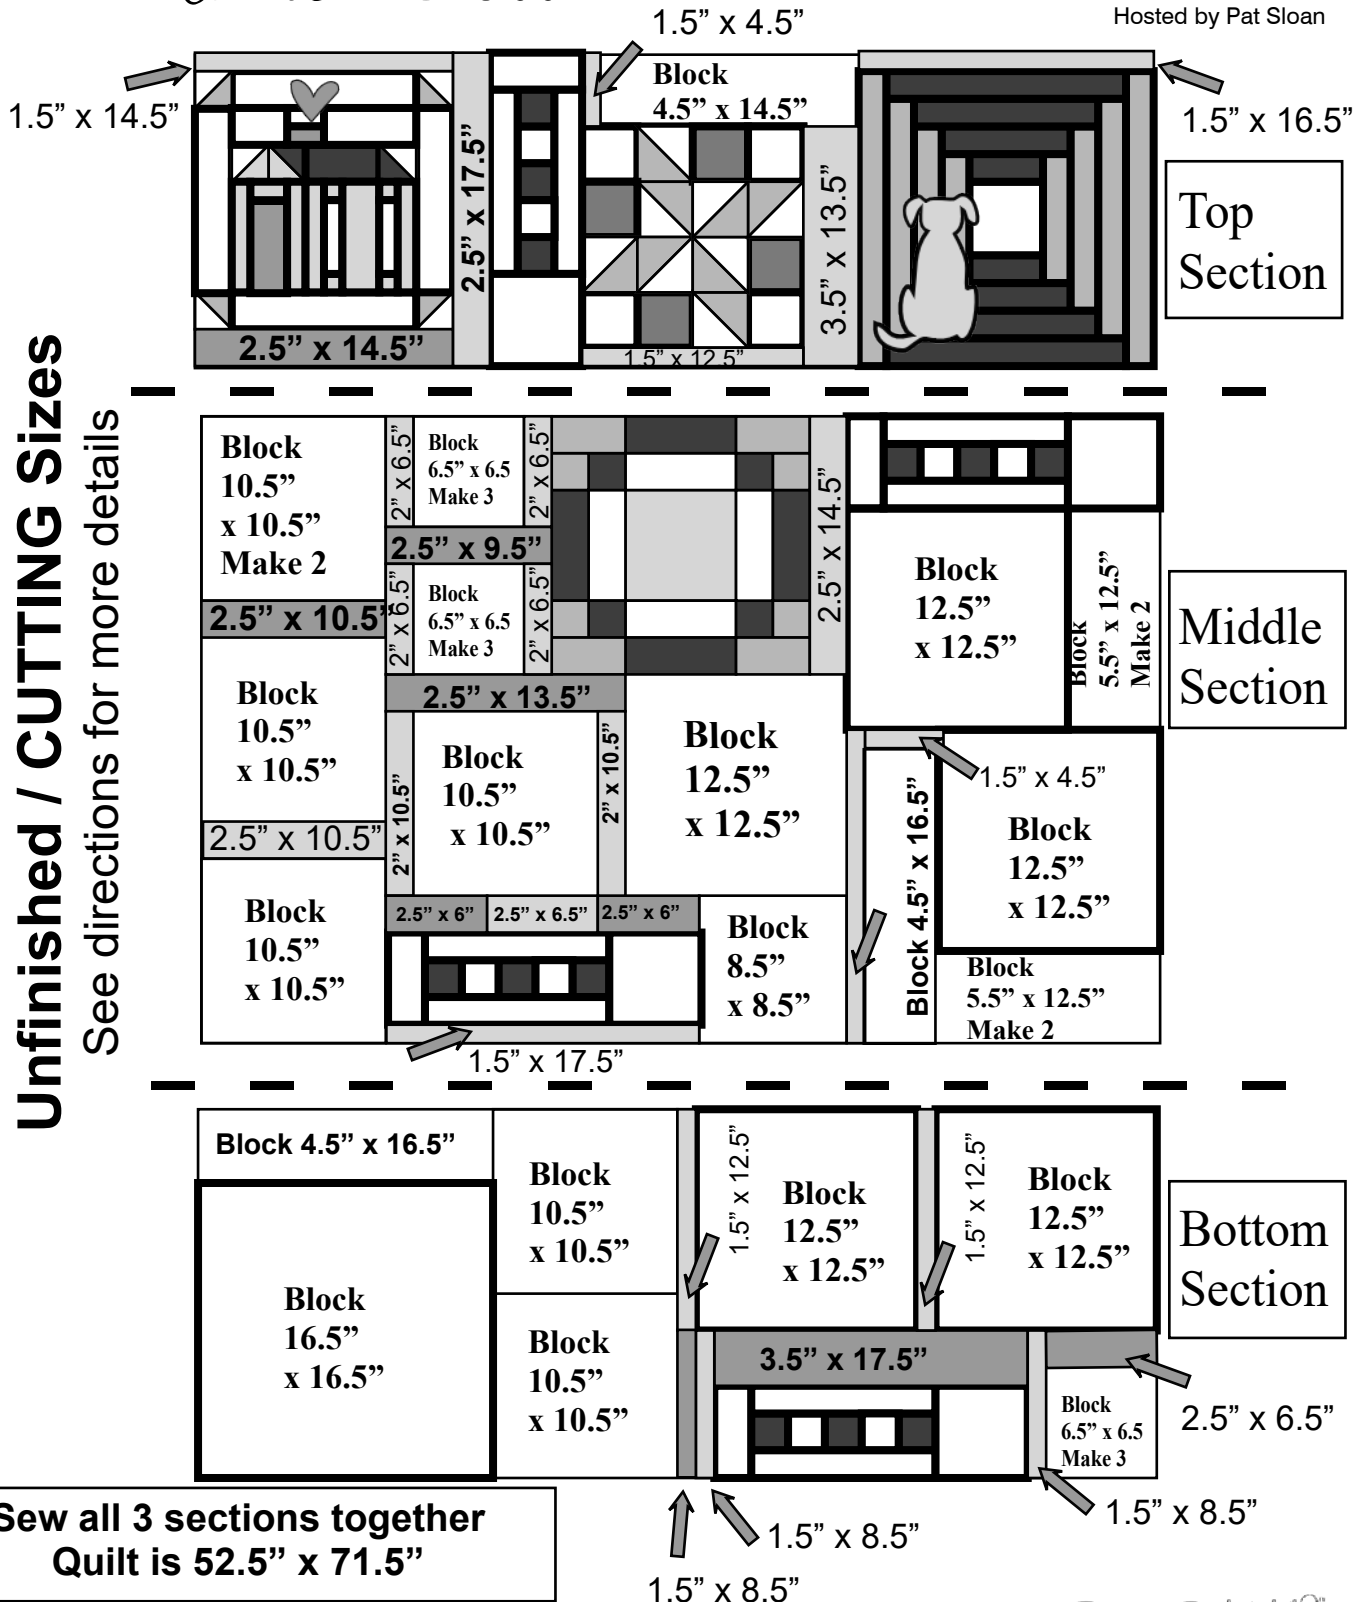 Hosted by Pat Sloan
1.5” x 4.5”
1.5” x 14.5”
Block
4.5” x 14.5”
1.5” x 16.5”
2.5” x 17.5”
3.5” x 13.5”
2.5” x 14.5”
1.5” x 12.5”
Top
Section
Unfinished / CUTTING Sizes
See directions for more details
Block
10.5”
x 10.5”
Make 2
2” x 6.5”
Block
6.5” x 6.5
Make 3
2” x 6.5”
2.5” x 9.5”
2.5” x 14.5”
2.5” x 10.5”
2” x 6.5”
Block
6.5” x 6.5
Make 3
2” x 6.5”
Block
12.5”
x 12.5”
Block
5.5” x 12.5”
Make 2
Middle
Section
2.5” x 13.5”
Block
10.5”
x 10.5”
2” x 10.5”
Block
10.5”
x 10.5”
2” x 10.5”
Block
12.5”
x 12.5”
1.5” x 4.5”
Block 4.5” x 16.5”
Block
12.5”
x 12.5”
2.5” x 10.5”
Block
10.5”
x 10.5”
2.5” x 6”
2.5” x 6.5”
2.5” x 6”
Block
8.5”
x 8.5”
Block
5.5” x 12.5”
Make 2
1.5” x 17.5”
Block 4.5” x 16.5”
Block
10.5”
x 10.5”
1.5” x 12.5”
Block
12.5”
x 12.5”
1.5” x 12.5”
Block
12.5”
x 12.5”
Bottom
Section
Block
16.5”
x 16.5”
Block
10.5”
x 10.5”
3.5” x 17.5”
Block
6.5” x 6.5
Make 3
2.5” x 6.5”
1.5” x 8.5”
1.5” x 8.5”
1.5” x 8.5”
Sew all 3 sections together
Quilt is 52.5” x 71.5”